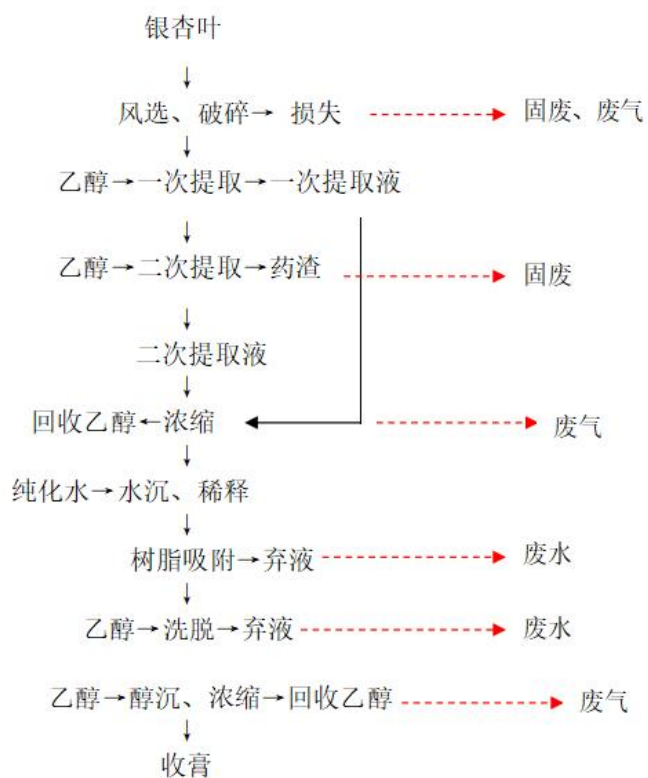 银杏叶
↓
风选、破碎→ 损失 固废、废气
↓
乙醇→一次提取→一次提取液
↓
乙醇→二次提取→药渣 固废
↓
二次提取液
↓
回收乙醇←浓缩 废气
↓
纯化水→水沉、稀释
↓
树脂吸附→弃液 废水
↓
乙醇→洗脱→弃液 废水
乙醇→醇沉、浓缩→回收乙醇 废气
↓
收膏